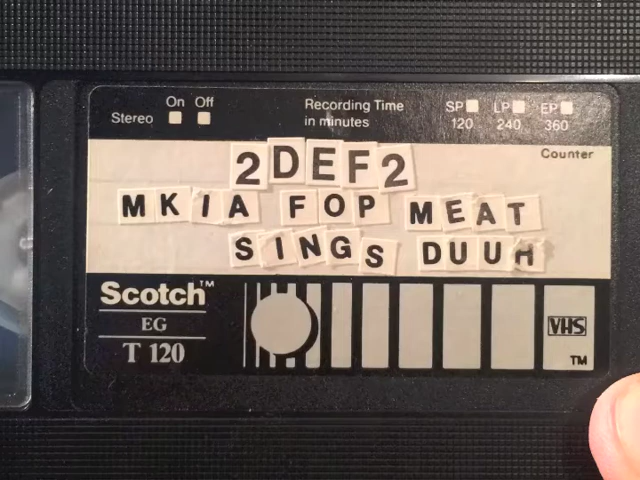 On Off
Stereo
Recording Time
in minutes
SP LP EP
120 240 360
Counter
2DEF2
MKIA FOP MEAT
SINGS DUUH
Scotch™
EG
T 120
VHS
TM